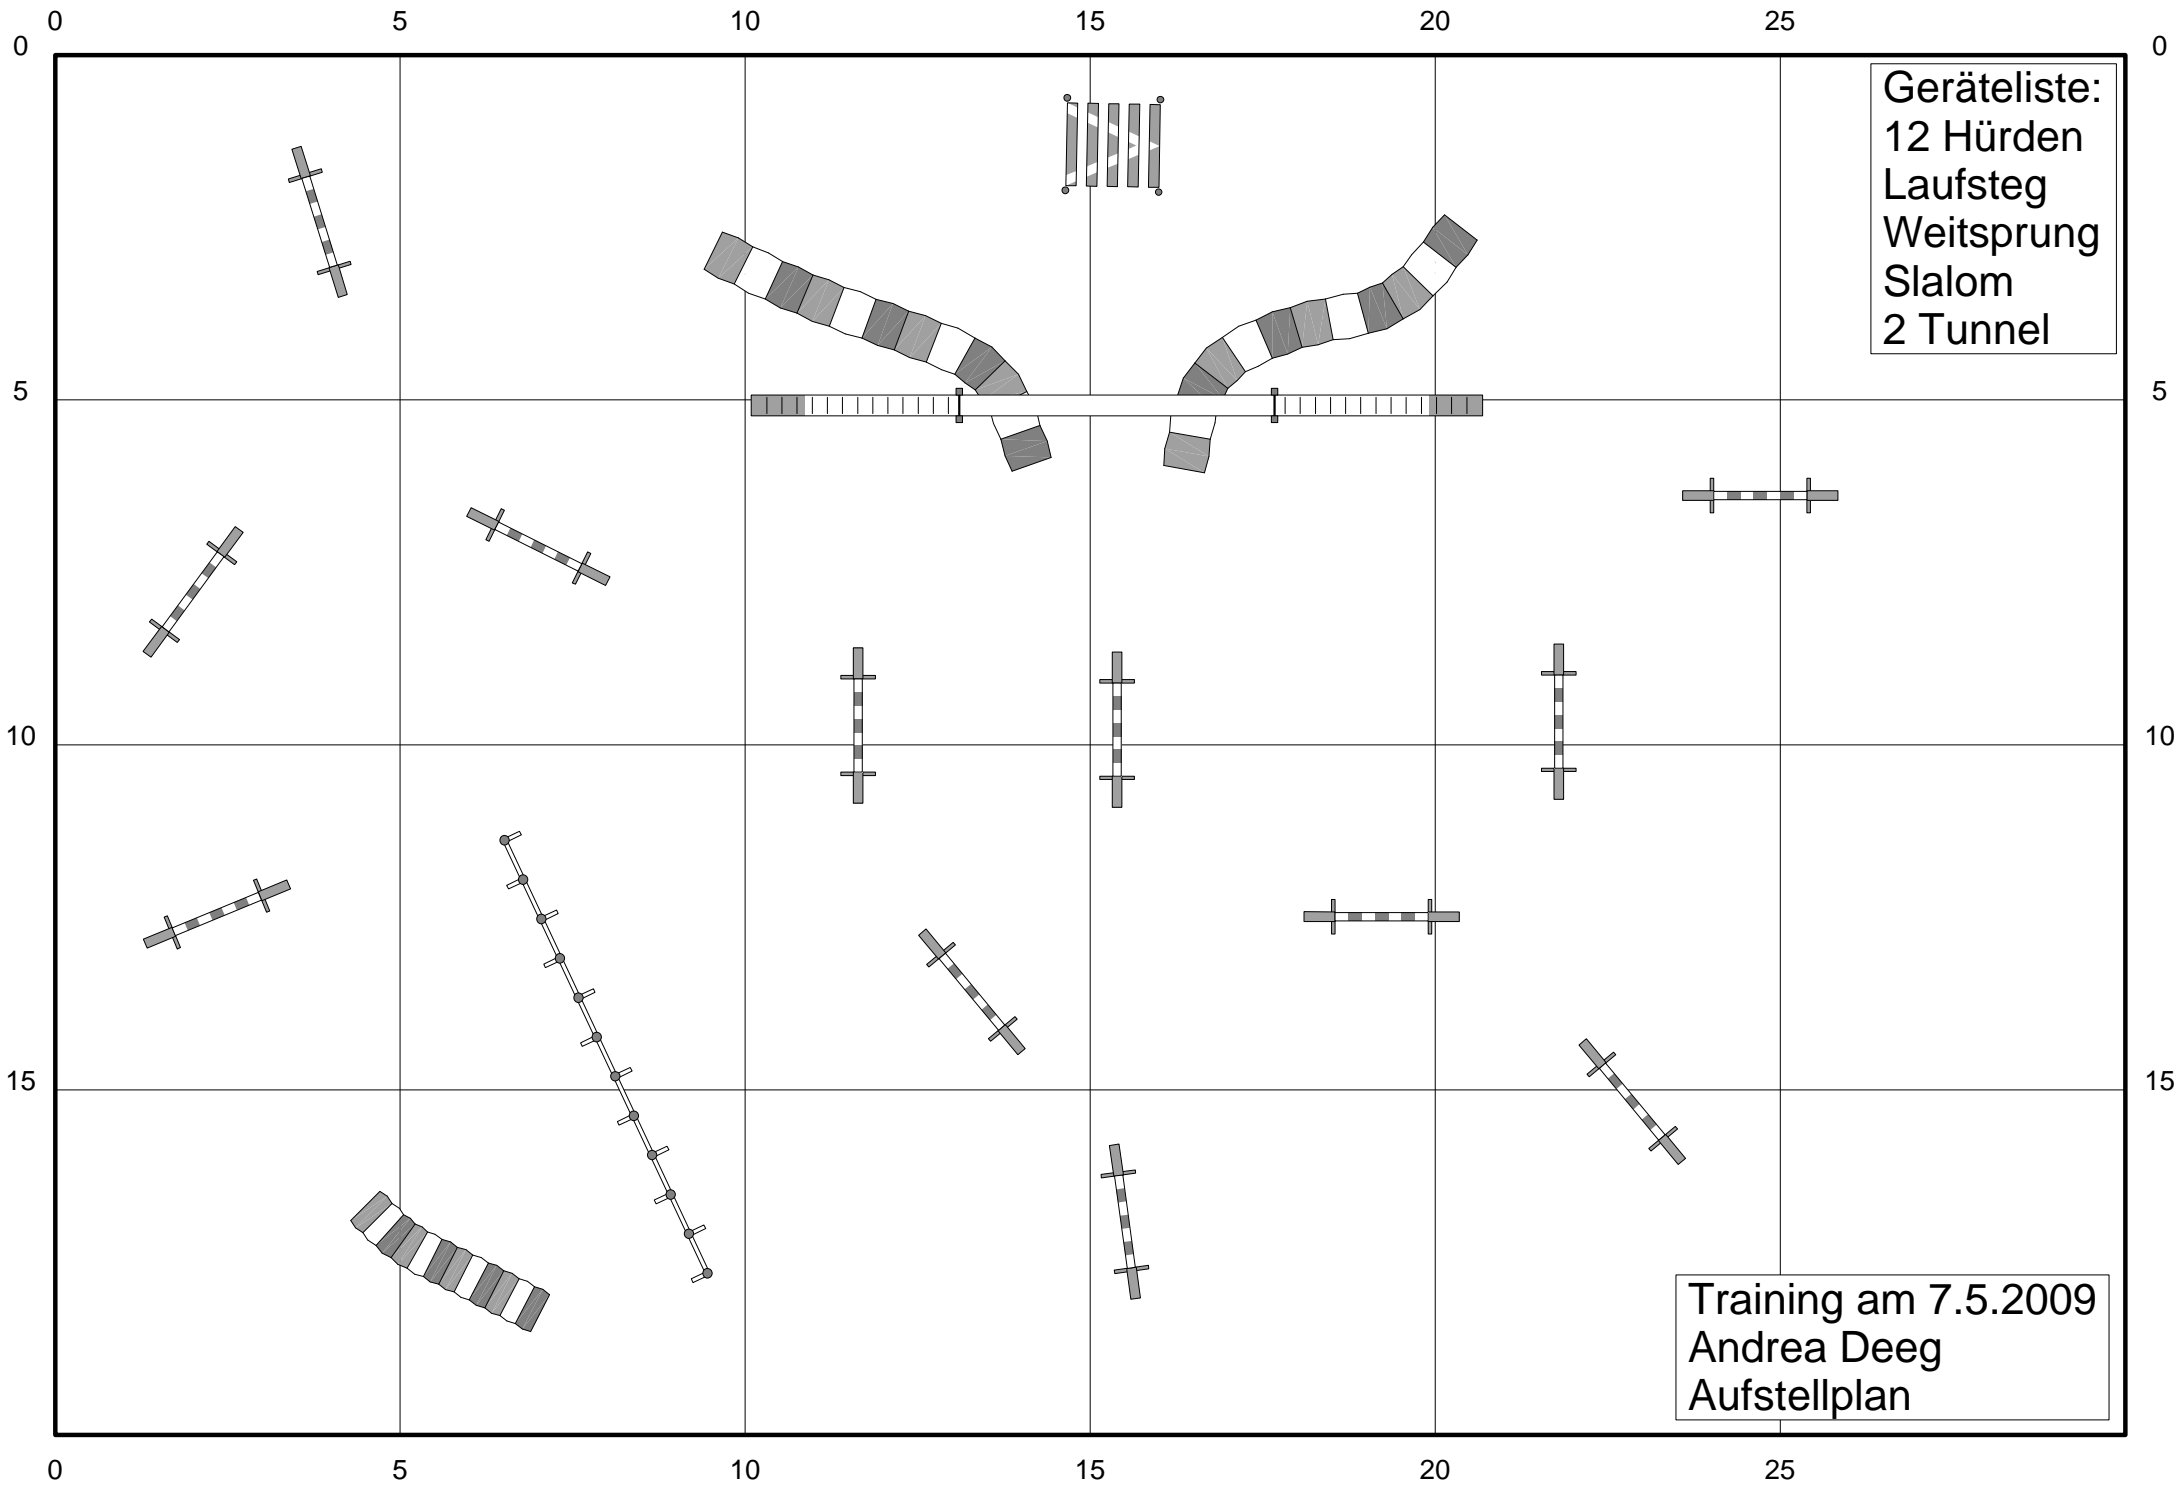 0 5 10 15 20 25
0 0
Geräteliste:
12 Hürden
Laufsteg
Weitsprung
Slalom
2 Tunnel
5 5
10 10
15 15
Training am 7.5.2009
Andrea Deeg
Aufstellplan
0 5 10 15 20 25